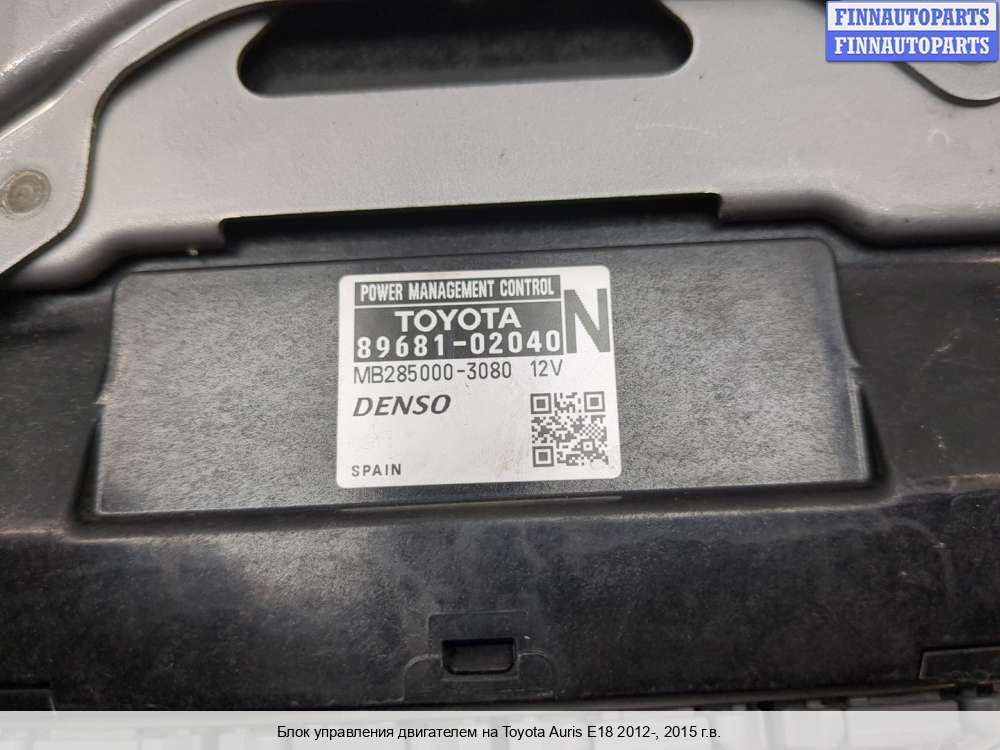 FINNAUTOPARTS
FINNAUTOPARTS
POWER MANAGEMENT CONTROL
TOYOTA N
89681-02040
MB285000-3080 12V
DENSO
SPAIN
Блок управления двигателем на Toyota Auris E18 2012-, 2015 г.в.